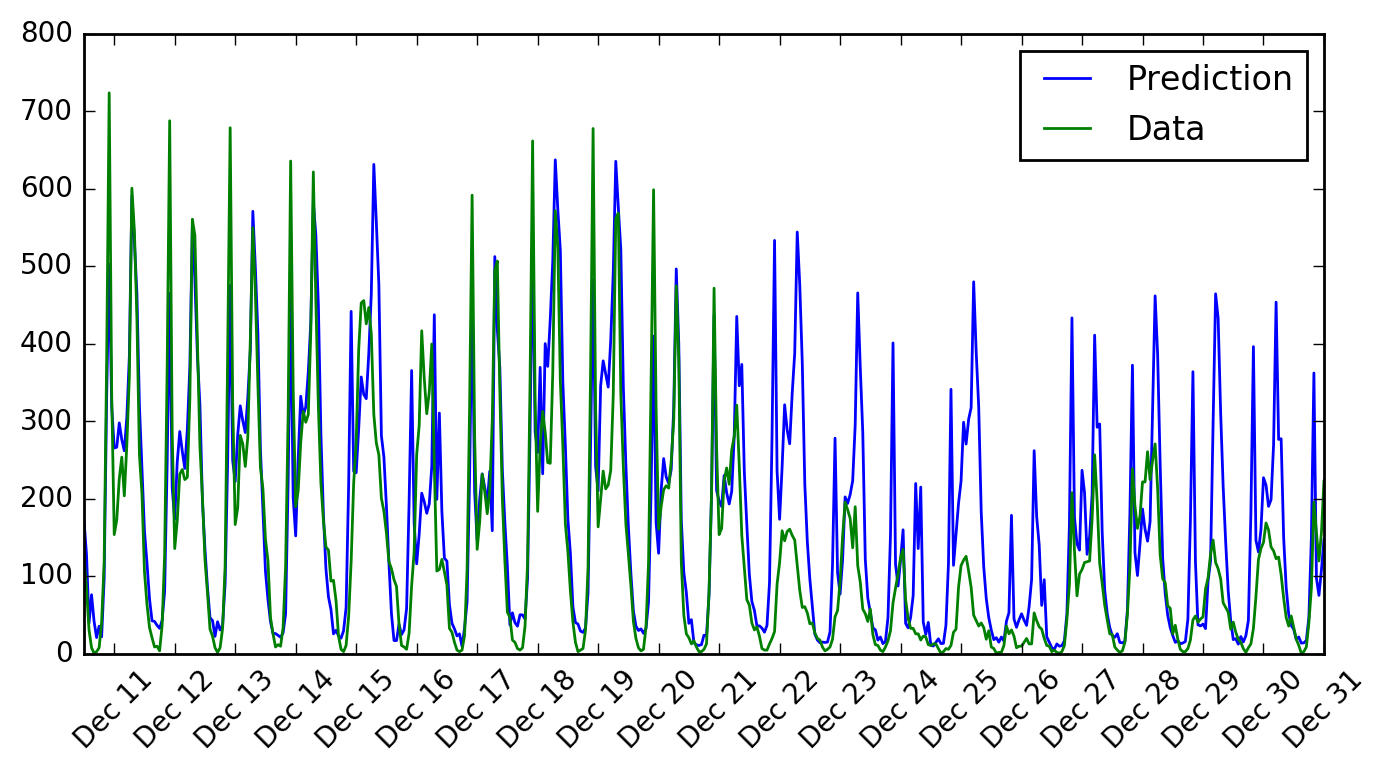 800
700
600
500
400
300
200
100
0
Prediction
Data
Dec 11
Dec 12
Dec 13
Dec 14
Dec 15
Dec 16
Dec 17
Dec 18
Dec 19
Dec 20
Dec 21
Dec 22
Dec 23
Dec 24
Dec 25
Dec 26
Dec 27
Dec 28
Dec 29
Dec 30
Dec 31